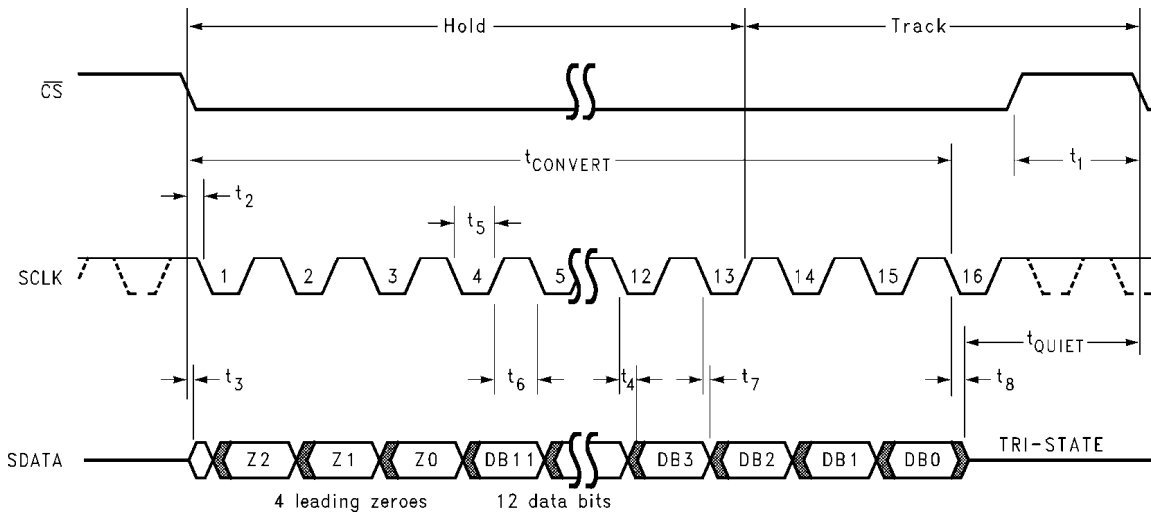 Hold Track
CS
tCONVERT t1
t2
t5
SCLK 1 2 3 4 5 12 13 14 15 16
tQUIET
t3 t6 t4 t7 t8
SDATA Z2 Z1 Z0 DB11 DB3 DB2 DB1 DB0 TRI-STATE
4 leading zeroes 12 data bits